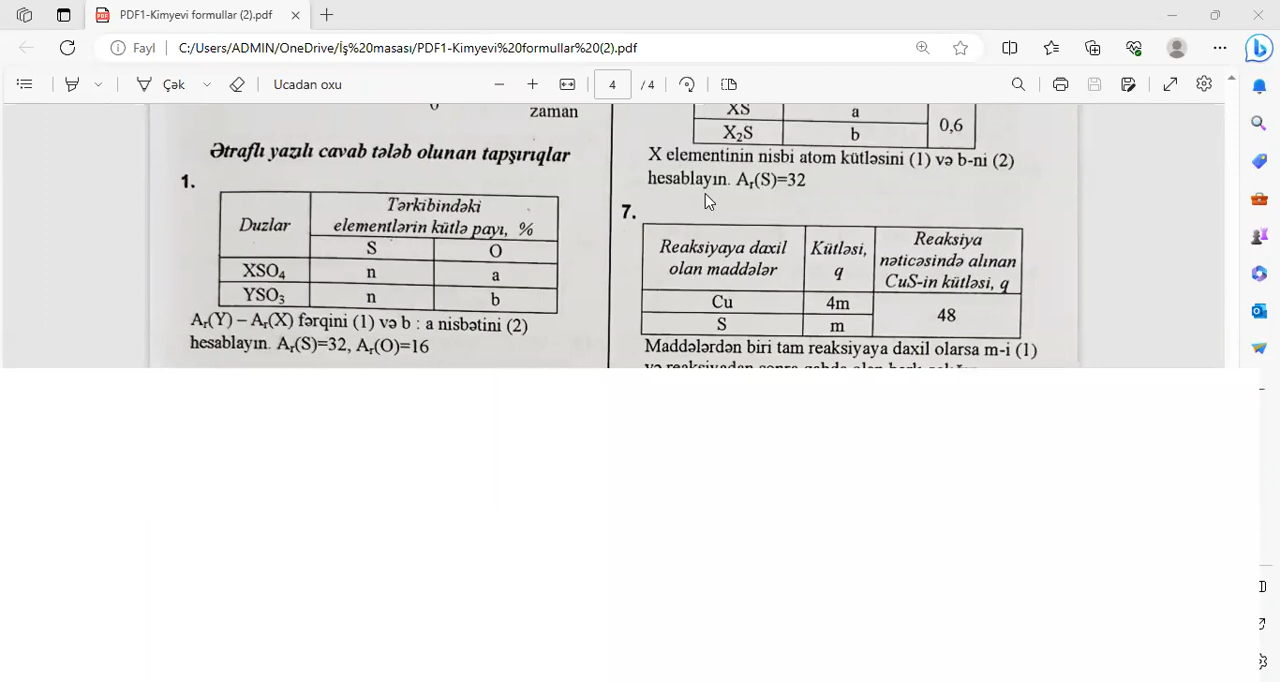 PDF1-Kimyevi formullar (2).pdf
Fayl
C:/Users/ADMIN/OneDrive/İş%20masası/PDF1-Kimyevi%20formullar%20(2).pdf
Çək
Ucadan oxu
4 / 4
0
zaman
Ətraflı yazılı cavab tələb olunan tapşırıqlar
1.
Duzlar
Tərkibindəki
elementlərin kütlə payı, %
S O
XSO₄ n a
YSO₃ n b
Aᵣ(Y) – Aᵣ(X) fərqini (1) və b : a nisbətini (2)
hesablayın. Aᵣ(S)=32, Aᵣ(O)=16
XS a
X₂S b
0,6
X elementinin nisbi atom kütləsini (1) və b-ni (2)
hesablayın. Aᵣ(S)=32
7.
Reaksiyaya daxil
olan maddələr
Kütləsi,
q
Reaksiya
nəticəsində alınan
CuS-in kütləsi, q
Cu 4m
S m
48
Maddələrdən biri tam reaksiyaya daxil olarsa m-i (1)